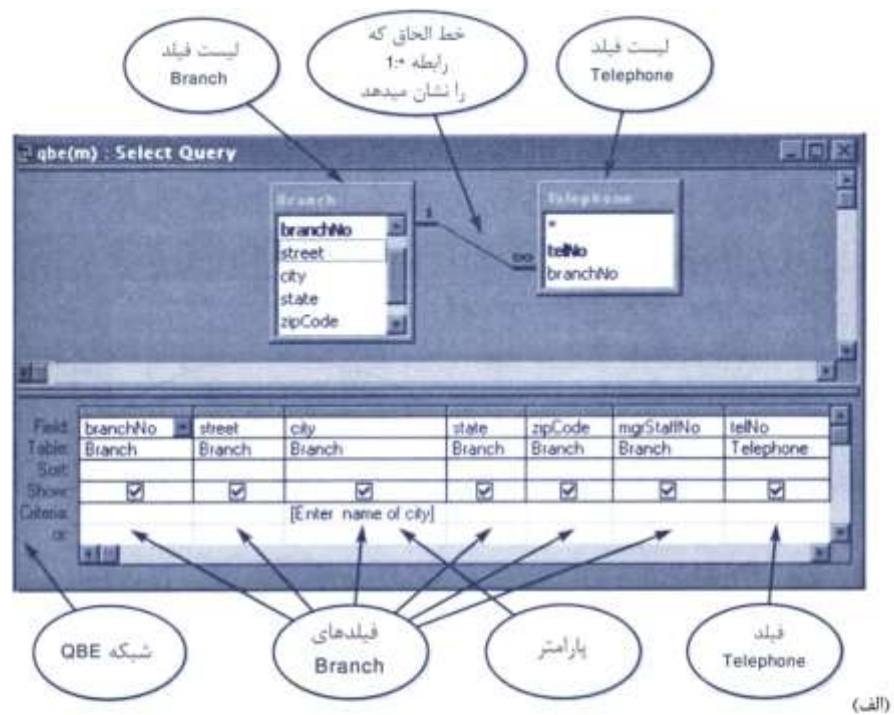 لیست فیلد
Branch
خط الحاق که
رابطه 1:*
را نشان میدهد
لیست فیلد
Telephone
qbe(m) : Select Query
Branch
branchNo
street
city
state
zipCode
1
∞
Telephone
*
telNo
branchNo
Field: branchNo street city state zipCode mgrStaffNo telNo
Table: Branch Branch Branch Branch Branch Branch Telephone
Sort:
Show:
Criteria: [Enter name of city]
or:
شبکه QBE
فیلدهای
Branch
پارامتر
فیلد
Telephone
(الف)